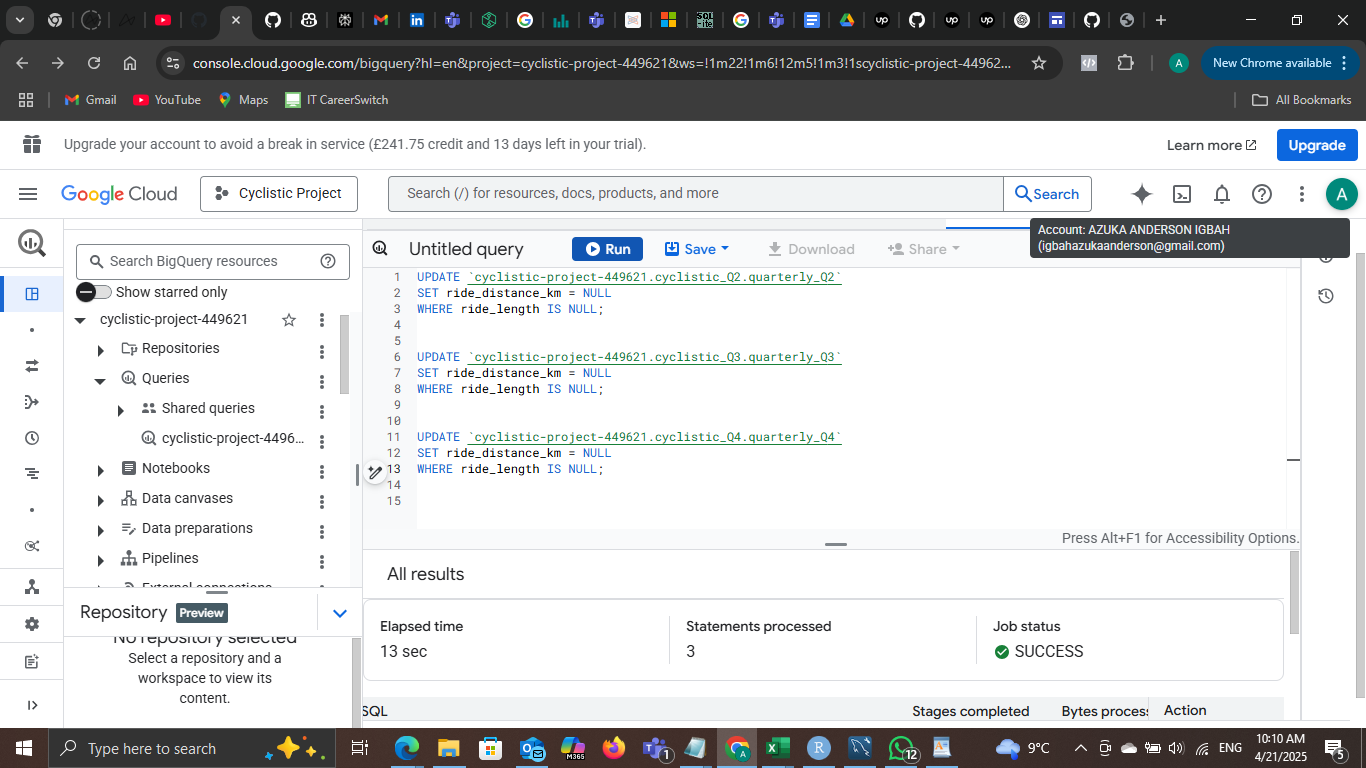 console.cloud.google.com/bigquery?hl=en&project=cyclistic-project-449621&ws=!1m22!1m6!12m5!1m3!1scyclistic-project-44962...
A
New Chrome available
Gmail
YouTube
Maps
IT CareerSwitch
All Bookmarks
Upgrade your account to avoid a break in service (£241.75 credit and 13 days left in your trial).
Learn more
Upgrade
Google Cloud
Cyclistic Project
Search (/) for resources, docs, products, and more
Search
A
Account: AZUKA ANDERSON IGBAH
(igbahazukaanderson@gmail.com)
Search BigQuery resources
Show starred only
cyclistic-project-449621
Repositories
Queries
Shared queries
cyclistic-project-4496...
Notebooks
Data canvases
Data preparations
Pipelines
External connections
Repository
Preview
No repository selected
Select a repository and a
workspace to view its
content.
Untitled query
Run
Save
Download
Share
1 UPDATE `cyclistic-project-449621.cyclistic_Q2.quarterly_Q2`
2 SET ride_distance_km = NULL
3 WHERE ride_length IS NULL;
4
5
6 UPDATE `cyclistic-project-449621.cyclistic_Q3.quarterly_Q3`
7 SET ride_distance_km = NULL
8 WHERE ride_length IS NULL;
9
10
11 UPDATE `cyclistic-project-449621.cyclistic_Q4.quarterly_Q4`
12 SET ride_distance_km = NULL
13 WHERE ride_length IS NULL;
14
15
Press Alt+F1 for Accessibility Options.
All results
Elapsed time
13 sec
Statements processed
3
Job status
SUCCESS
SQL
Stages completed
Bytes process
Action
Type here to search
M365
1
12
9°C
ENG
10:10 AM
4/21/2025
5